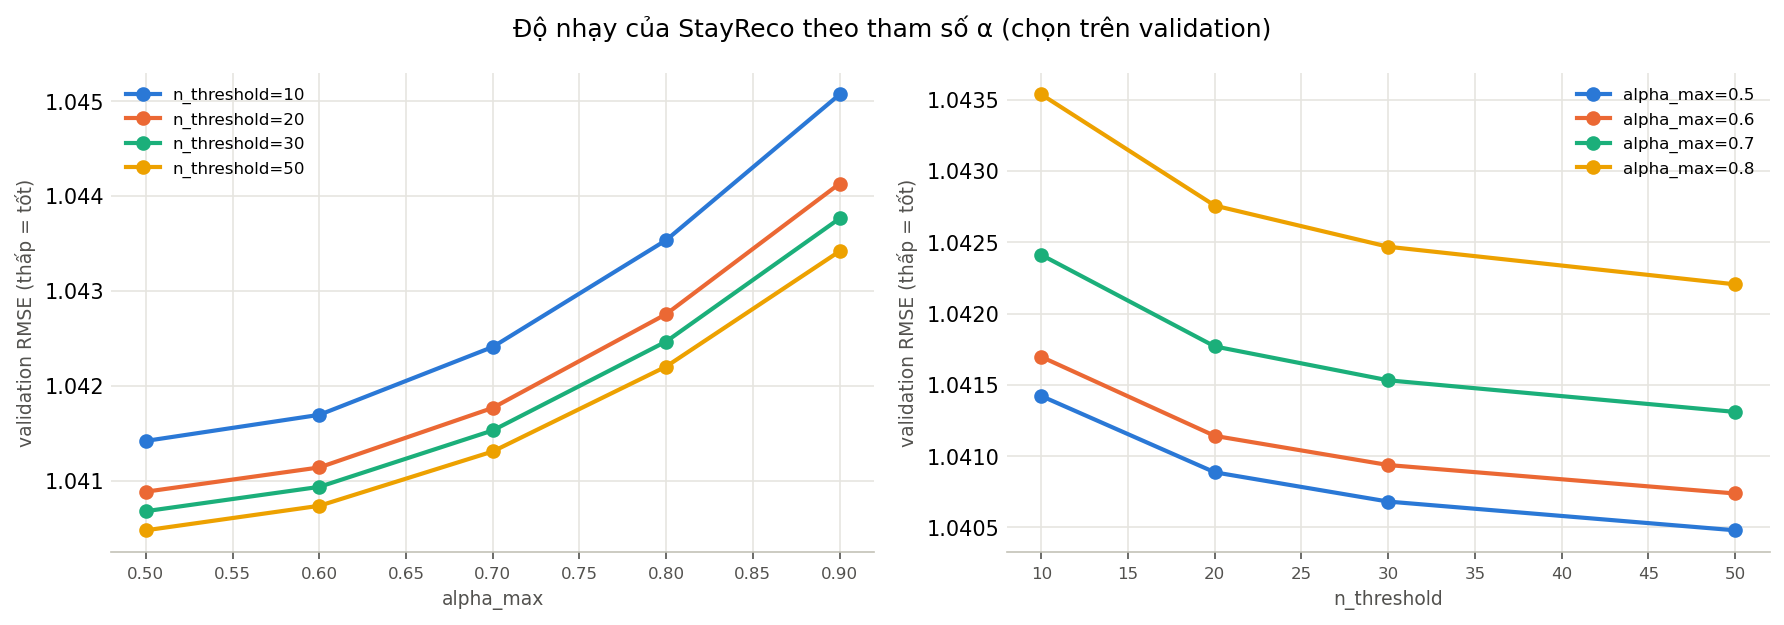 Độ nhạy của StayReco theo tham số α (chọn trên validation)
validation RMSE (thấp = tốt)
1.045
1.044
1.043
1.042
1.041
n_threshold=10
n_threshold=20
n_threshold=30
n_threshold=50
0.50 0.55 0.60 0.65 0.70 0.75 0.80 0.85 0.90
alpha_max
validation RMSE (thấp = tốt)
1.0435
1.0430
1.0425
1.0420
1.0415
1.0410
1.0405
alpha_max=0.5
alpha_max=0.6
alpha_max=0.7
alpha_max=0.8
10 15 20 25 30 35 40 45 50
n_threshold